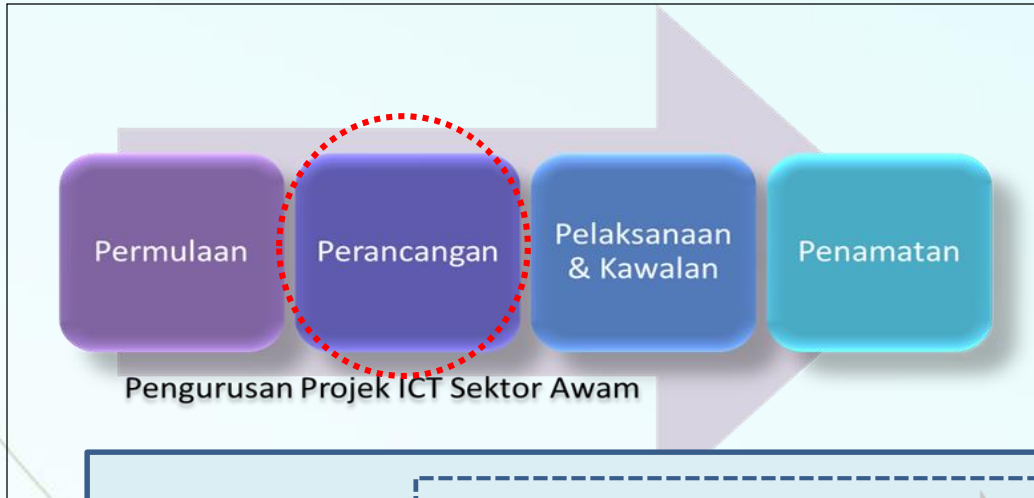 Permulaan
Perancangan
Pelaksanaan
& Kawalan
Penamatan
Pengurusan Projek ICT Sektor Awam